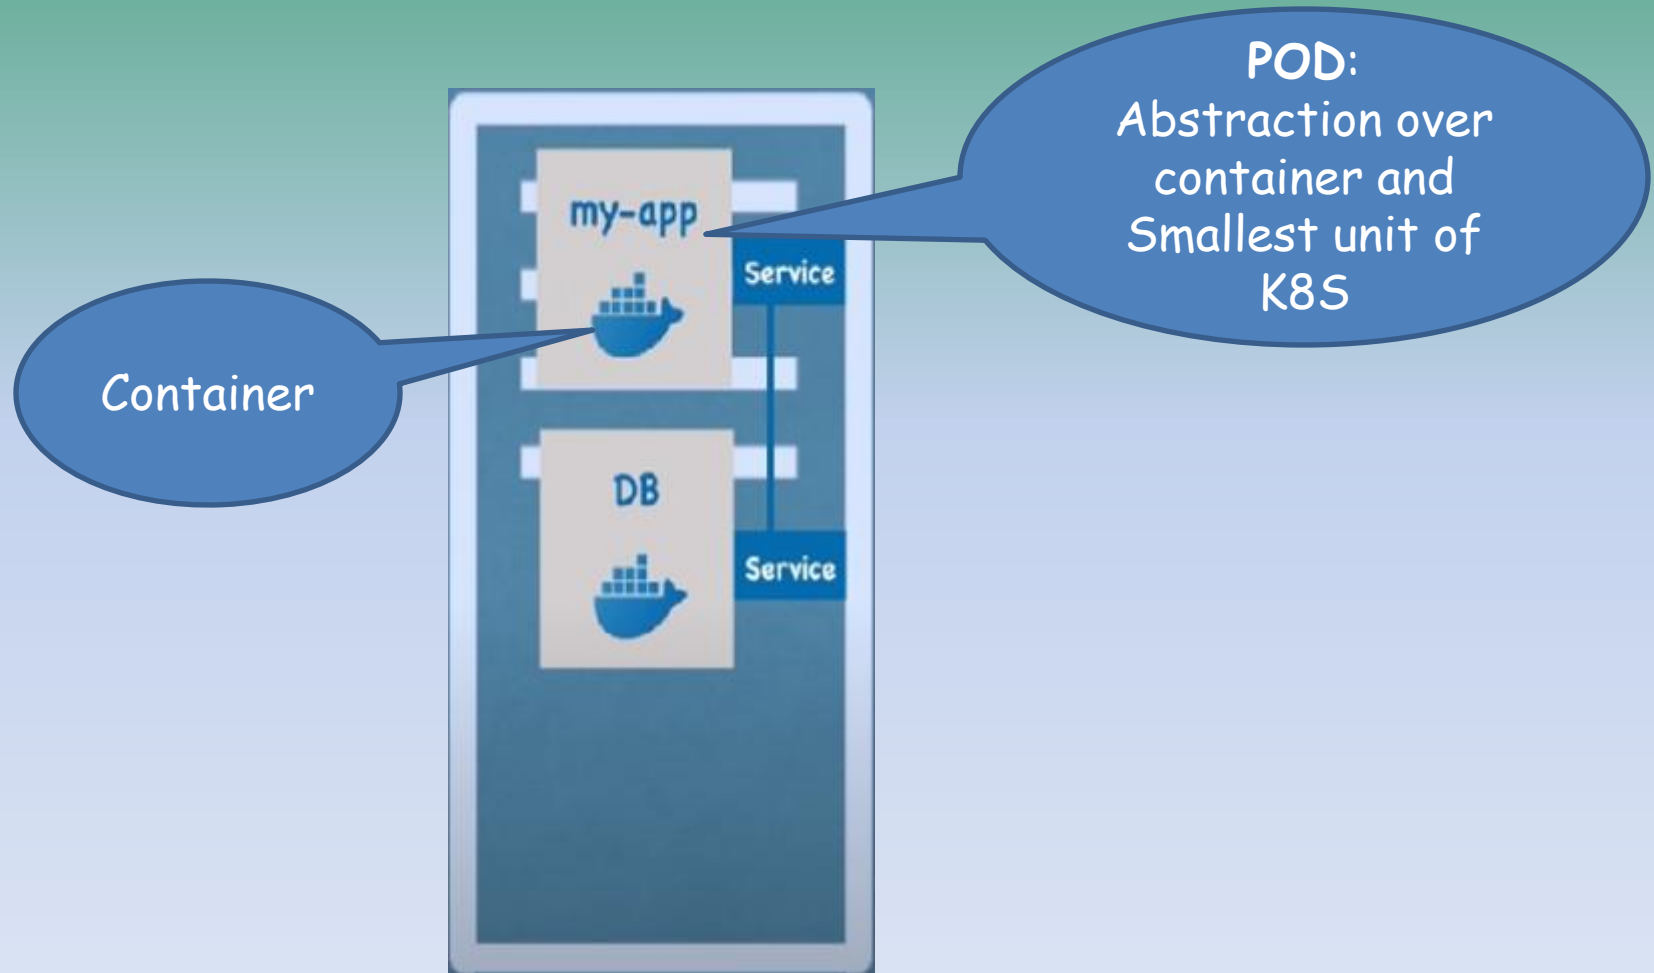 POD:
Abstraction over
container and
Smallest unit of
K8S
my-app
Service
Container
DB
Service